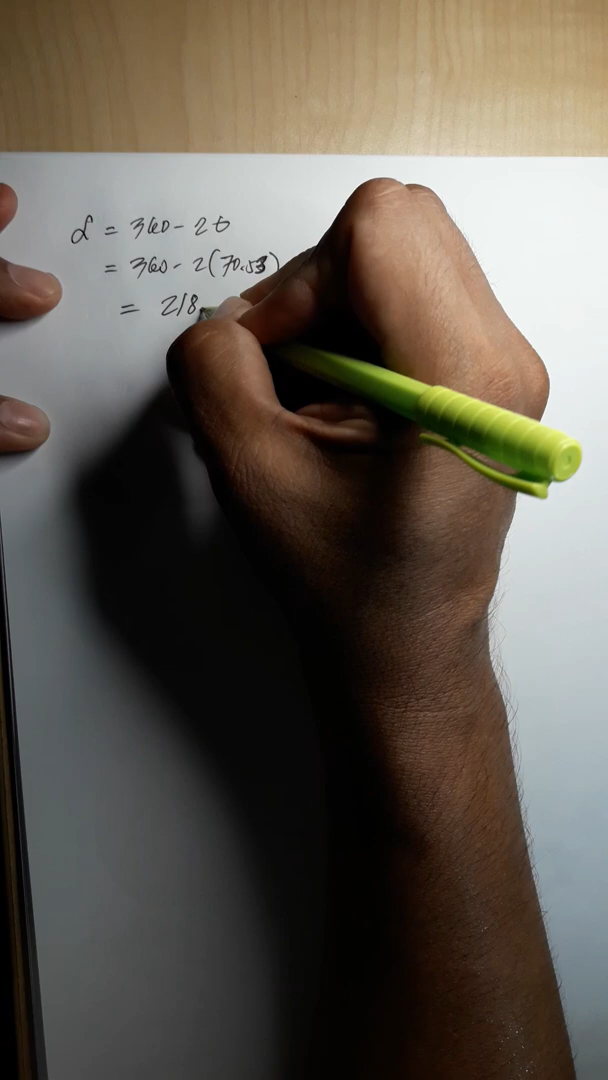 α = 360 - 2θ
= 360 - 2(70.53)
= 218.